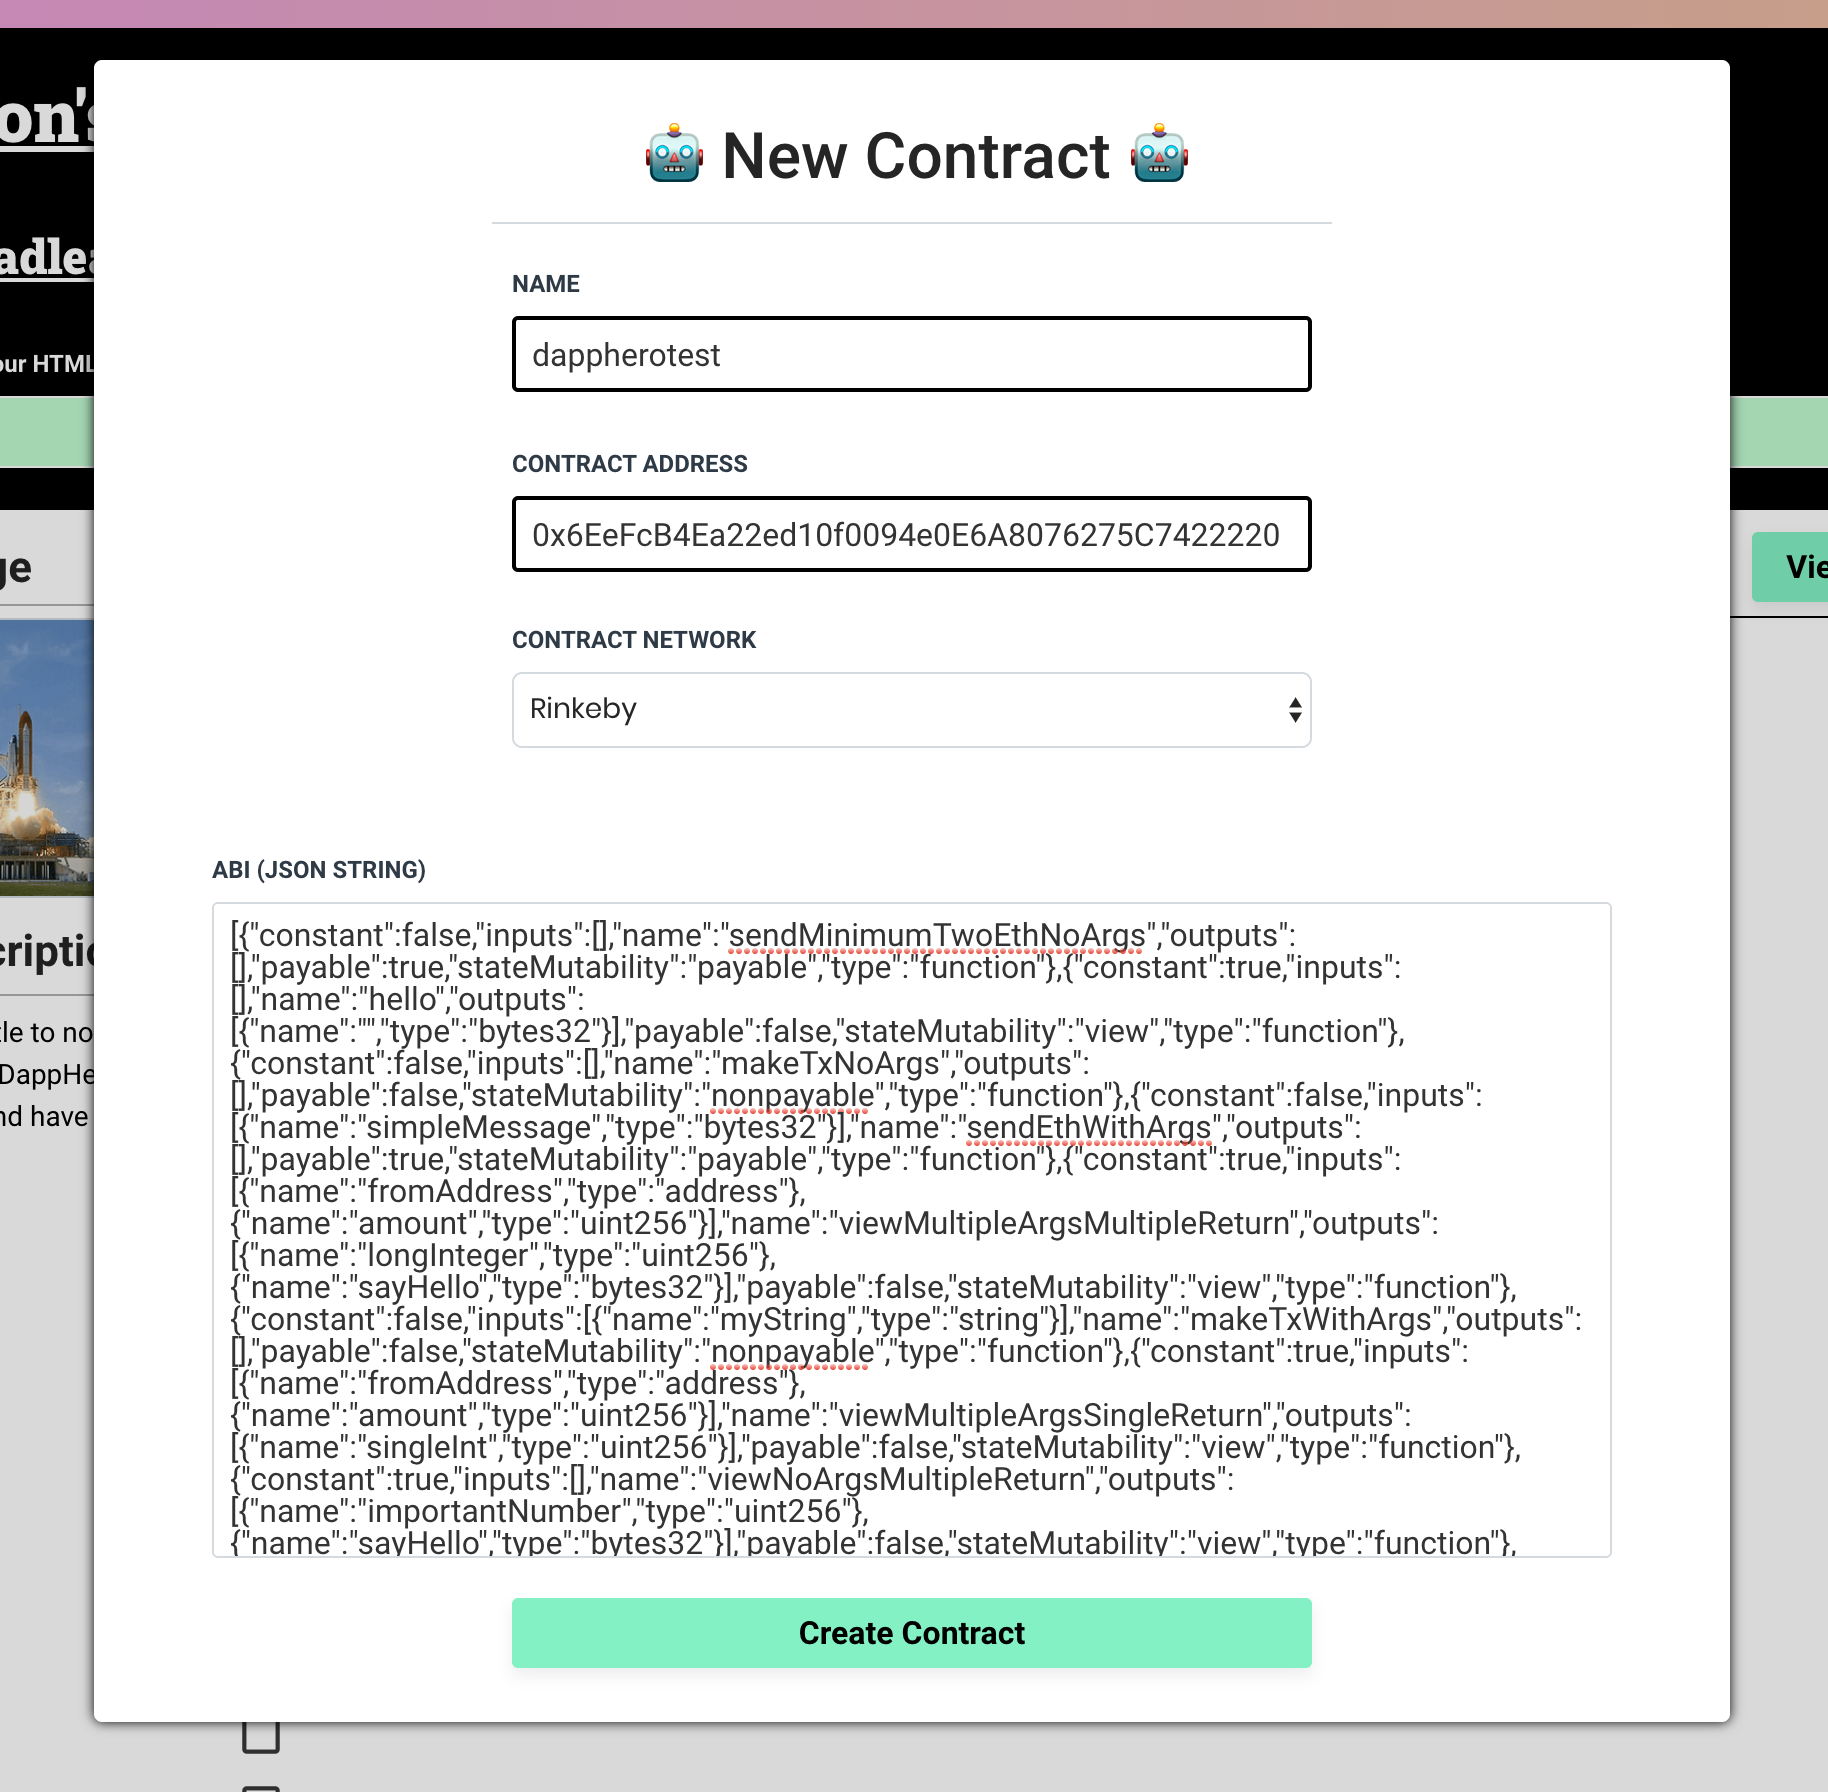 on's
adlea
our HTML
🤖 New Contract 🤖
NAME
dappherotest
CONTRACT ADDRESS
0x6EeFcB4Ea22ed10f0094e0E6A8076275C7422220
ge
Vie
CONTRACT NETWORK
Rinkeby
ABI (JSON STRING)
criptio
tle to no
DappHe
nd have
[{"constant":false,"inputs":[],"name":"sendMinimumTwoEthNoArgs","outputs":
[],"payable":true,"stateMutability":"payable","type":"function"},{"constant":true,"inputs":
[],"name":"hello","outputs":
[{"name":"","type":"bytes32"}],"payable":false,"stateMutability":"view","type":"function"},
{"constant":false,"inputs":[],"name":"makeTxNoArgs","outputs":
[],"payable":false,"stateMutability":"nonpayable","type":"function"},{"constant":false,"inputs":
[{"name":"simpleMessage","type":"bytes32"}],"name":"sendEthWithArgs","outputs":
[],"payable":true,"stateMutability":"payable","type":"function"},{"constant":true,"inputs":
[{"name":"fromAddress","type":"address"},
{"name":"amount","type":"uint256"}],"name":"viewMultipleArgsMultipleReturn","outputs":
[{"name":"longInteger","type":"uint256"},
{"name":"sayHello","type":"bytes32"}],"payable":false,"stateMutability":"view","type":"function"},
{"constant":false,"inputs":[{"name":"myString","type":"string"}],"name":"makeTxWithArgs","outputs":
[],"payable":false,"stateMutability":"nonpayable","type":"function"},{"constant":true,"inputs":
[{"name":"fromAddress","type":"address"},
{"name":"amount","type":"uint256"}],"name":"viewMultipleArgsSingleReturn","outputs":
[{"name":"singleInt","type":"uint256"}],"payable":false,"stateMutability":"view","type":"function"},
{"constant":true,"inputs":[],"name":"viewNoArgsMultipleReturn","outputs":
[{"name":"importantNumber","type":"uint256"},
{"name":"sayHello","type":"bytes32"}],"payable":false,"stateMutability":"view","type":"function"},
Create Contract